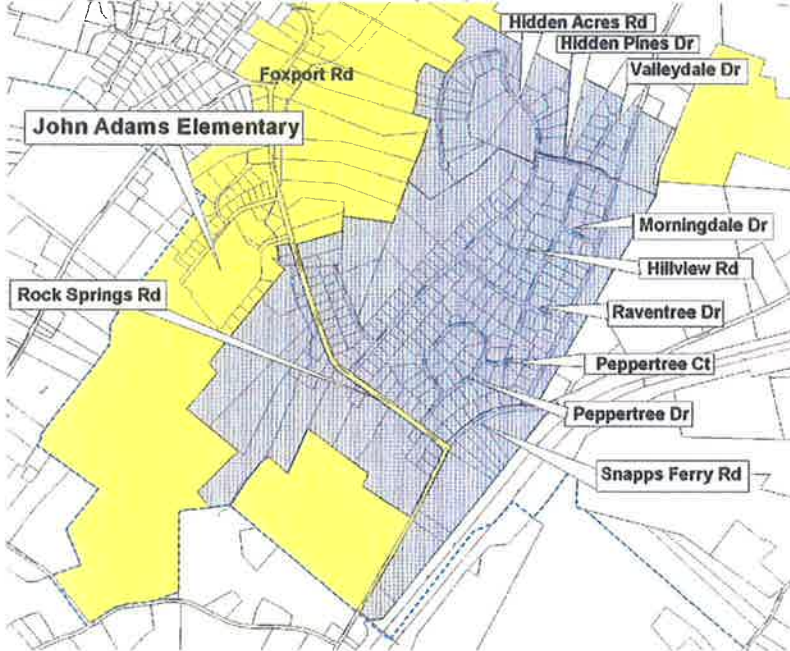 Hidden Acres Rd
Hidden Pines Dr
Foxport Rd
Valleydale Dr
John Adams Elementary
Morningdale Dr
Hillview Rd
Rock Springs Rd
Raventree Dr
Peppertree Ct
Peppertree Dr
Snapps Ferry Rd